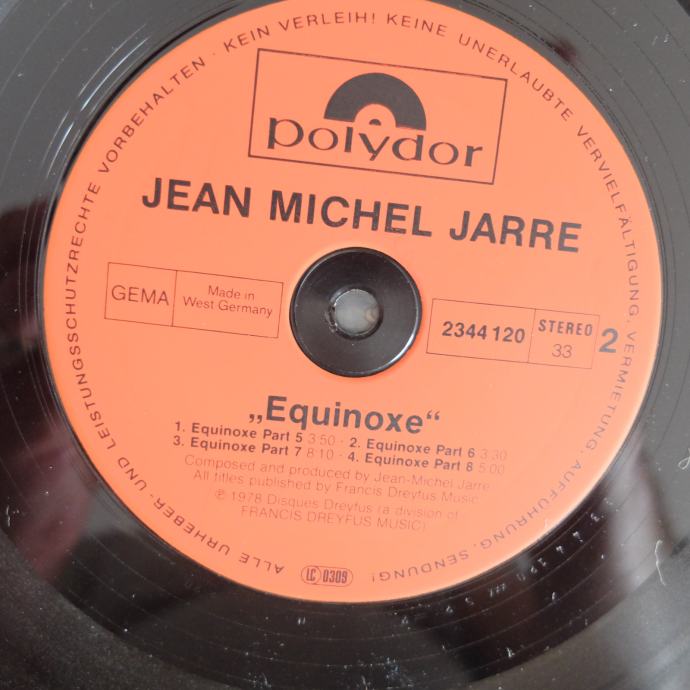 ALLE URHEBER- UND LEISTUNGSSCHUTZRECHTE VORBEHALTEN · KEIN VERLEIH! KEINE UNERLAUBTE VERVIELFÄLTIGUNG, VERMIETUNG, AUFFÜHRUNG, SENDUNG!
polydor
JEAN MICHEL JARRE
GEMA
Made in
West Germany
2344 120
STEREO
33
2
„Equinoxe“
1. Equinoxe Part 5 3:50 · 2. Equinoxe Part 6 3:30
3. Equinoxe Part 7 8:10 · 4. Equinoxe Part 8 5:00
Composed and produced by Jean-Michel Jarre
All titles published by Francis Dreyfus Music
℗ 1978 Disques Dreyfus (a division of
FRANCIS DREYFUS MUSIC)
LC 0309